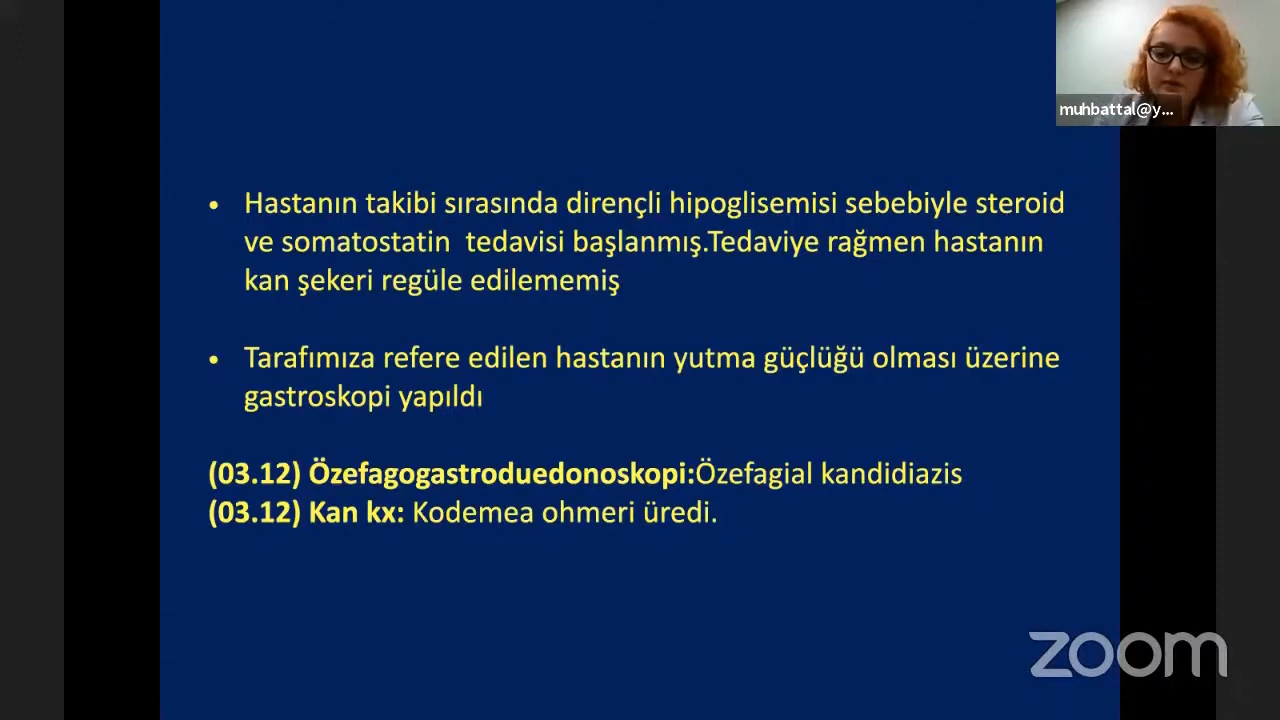 muhbattal@y...
• Hastanın takibi sırasında dirençli hipoglisemisi sebebiyle steroid
ve somatostatin tedavisi başlanmış.Tedaviye rağmen hastanın
kan şekeri regüle edilememiş
• Tarafımıza refere edilen hastanın yutma güçlüğü olması üzerine
gastroskopi yapıldı
(03.12) Özefagogastroduedonoskopi:Özefagial kandidiazis
(03.12) Kan kx: Kodemea ohmeri üredi.
zoom